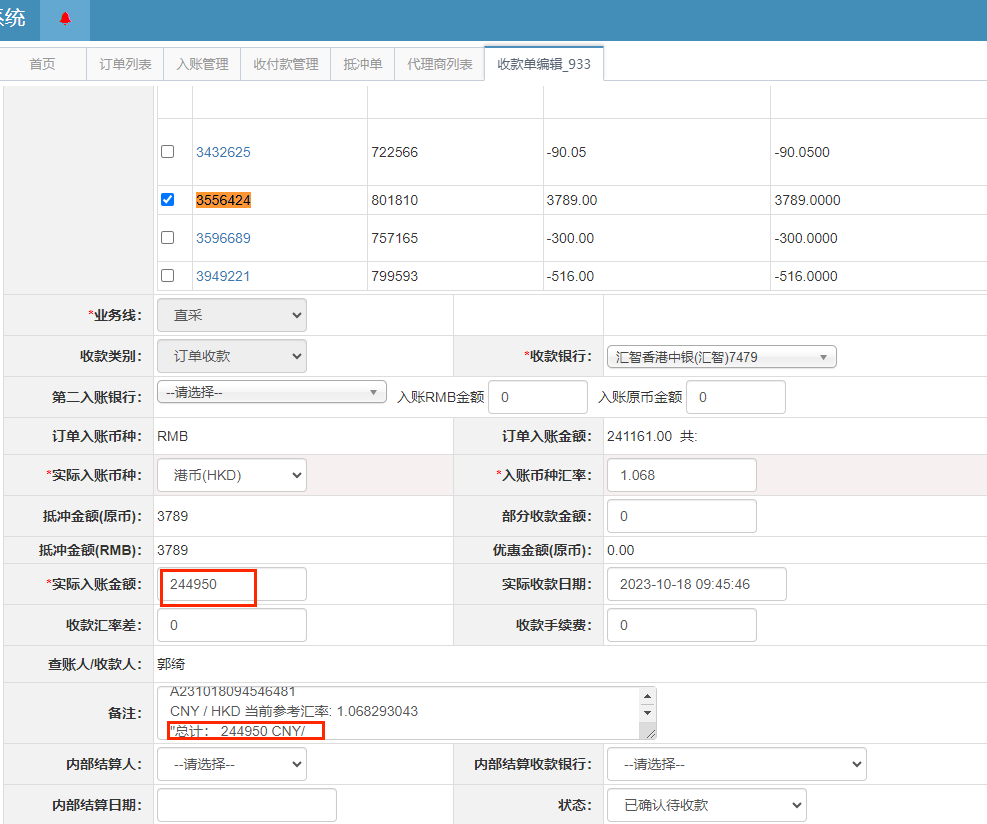 系统
首页 订单列表 入账管理 收付款管理 抵冲单 代理商列表 收款单编辑_933
3432625 722566 -90.05 -90.0500
3556424 801810 3789.00 3789.0000
3596689 757165 -300.00 -300.0000
3949221 799593 -516.00 -516.0000
*业务线： 直采
收款类别： 订单收款 *收款银行： 汇智香港中银(汇智)7479
第二入账银行： --请选择-- 入账RMB金额 0 入账原币金额 0
订单入账币种： RMB 订单入账金额： 241161.00 共:
*实际入账币种： 港币(HKD) *入账币种汇率： 1.068
抵冲金额(原币)： 3789 部分收款金额： 0
抵冲金额(RMB)： 3789 优惠金额(原币)： 0.00
*实际入账金额： 244950 实际收款日期： 2023-10-18 09:45:46
收款汇率差： 0 收款手续费： 0
查账人/收款人： 郭绮
备注： A231018094546481
CNY / HKD 当前参考汇率: 1.068293043
"总计： 244950 CNY/
内部结算人： --请选择-- 内部结算收款银行： --请选择--
内部结算日期： 状态： 已确认待收款